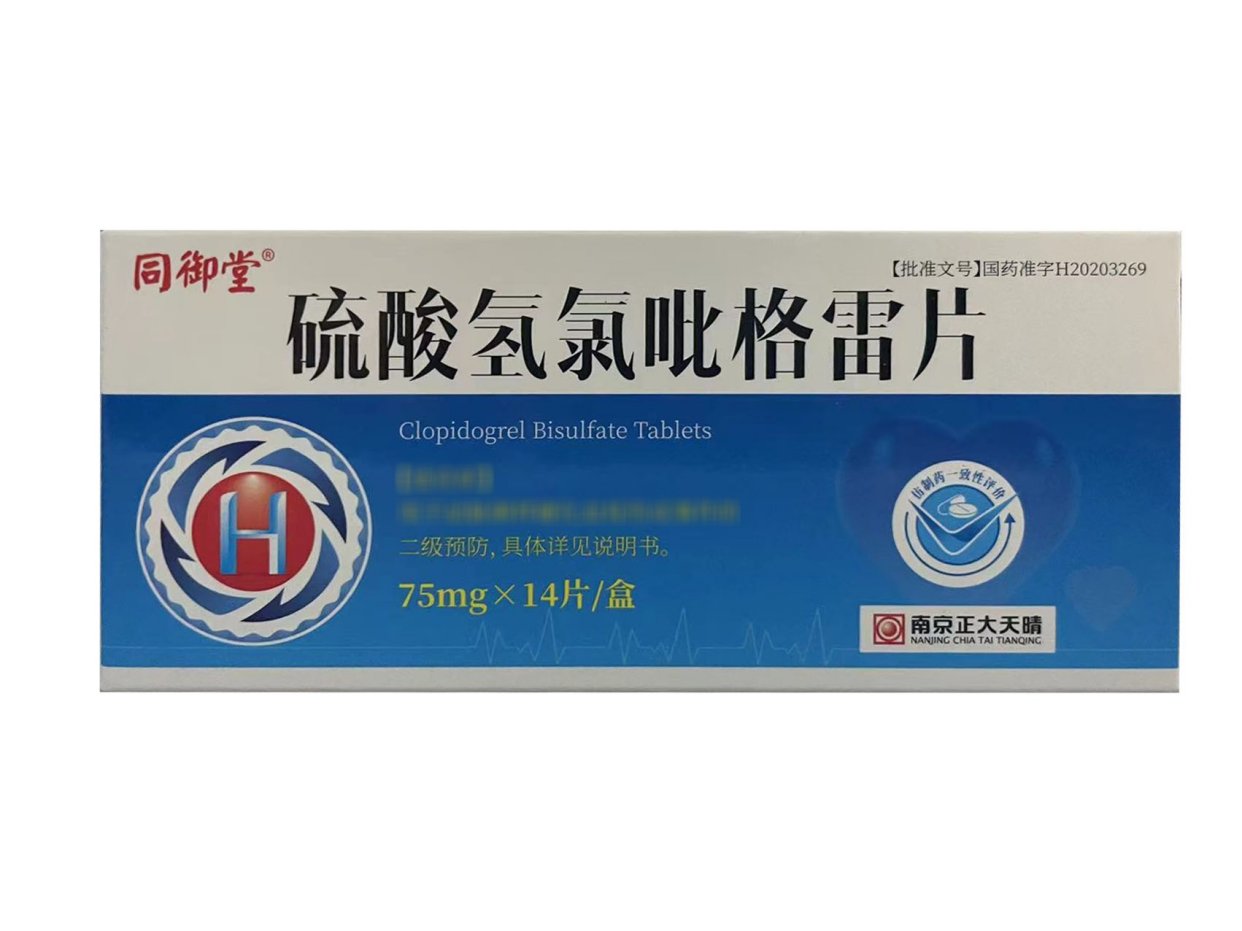 同御堂®
【批准文号】国药准字H20203269
硫酸氢氯吡格雷片
Clopidogrel Bisulfate Tablets
二级预防，具体详见说明书。
75mg×14片/盒
H
仿制药一致性评价
南京正大天晴
NANJING CHIA TAI TIANQING